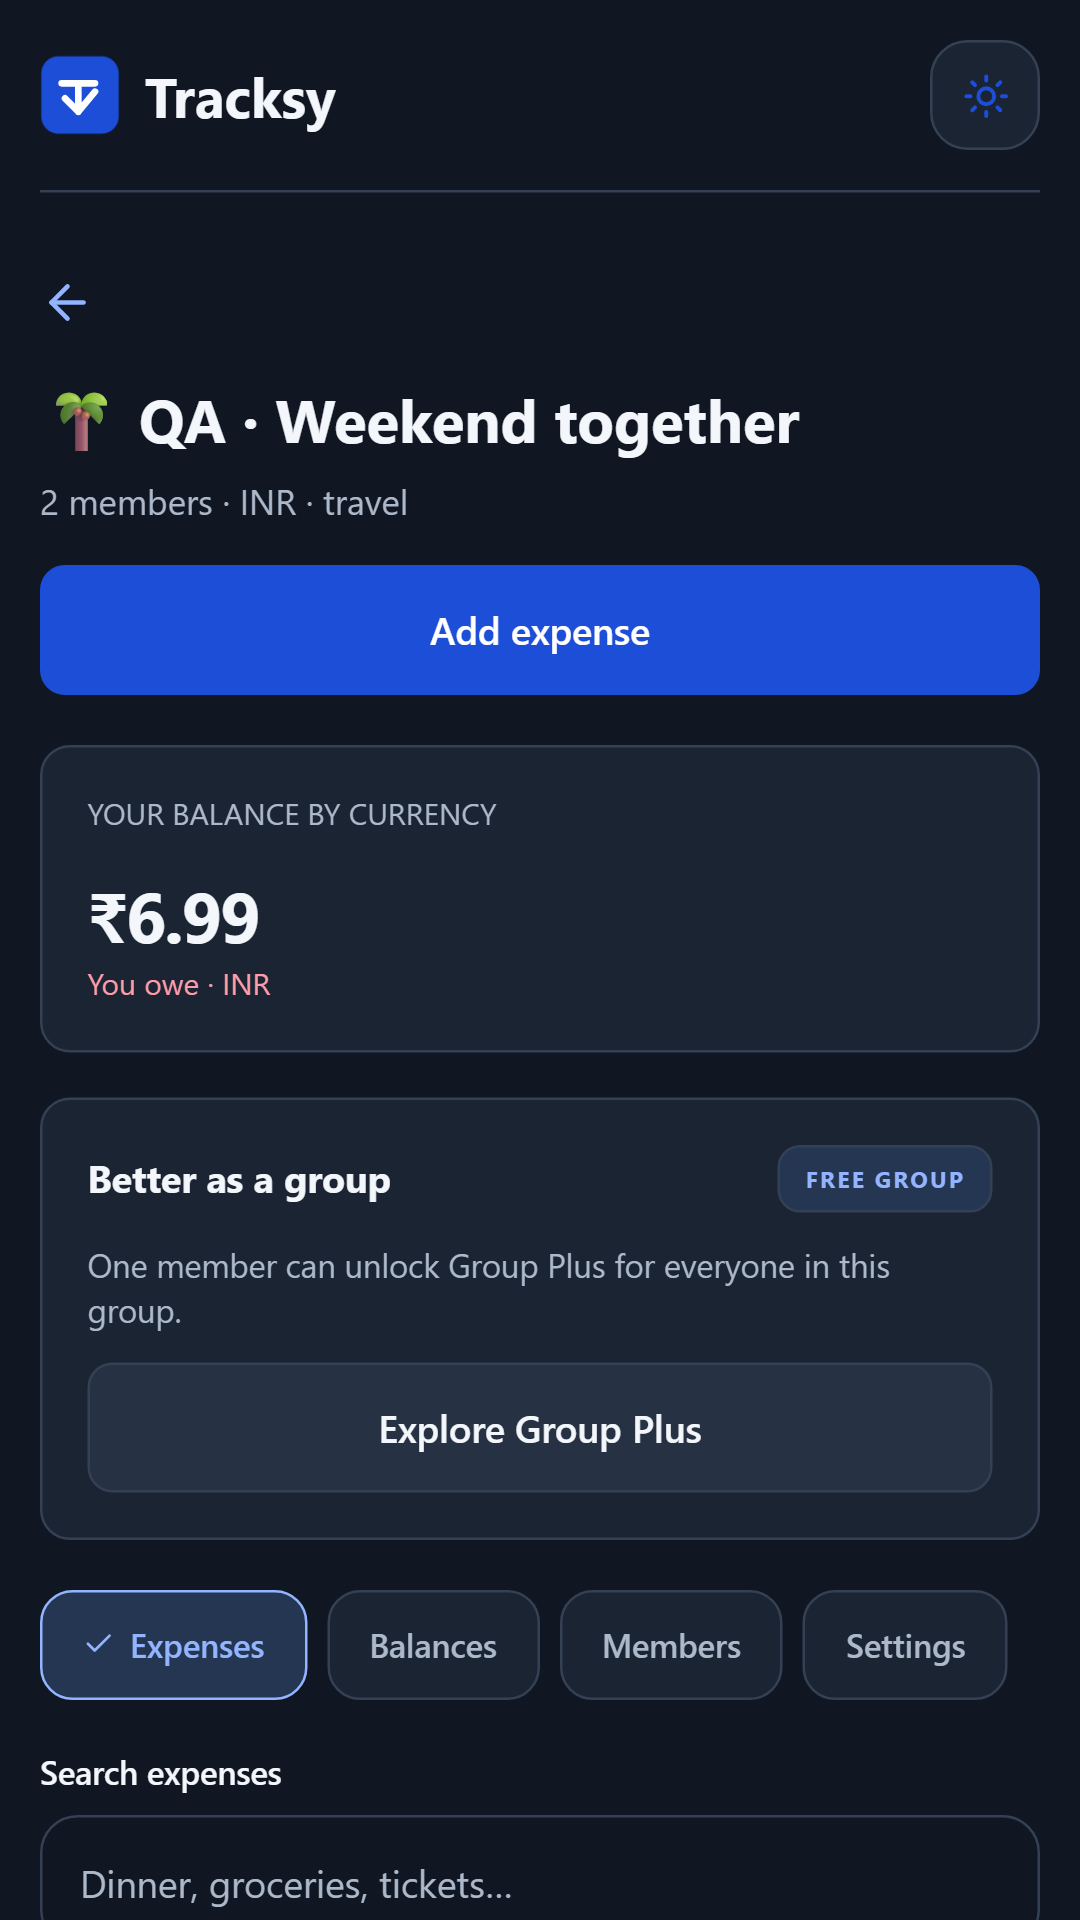 Tracksy
QA · Weekend together
2 members · INR · travel
Add expense
YOUR BALANCE BY CURRENCY
₹6.99
You owe · INR
Better as a group
FREE GROUP
One member can unlock Group Plus for everyone in this
group.
Explore Group Plus
Expenses
Balances
Members
Settings
Search expenses
Dinner, groceries, tickets...